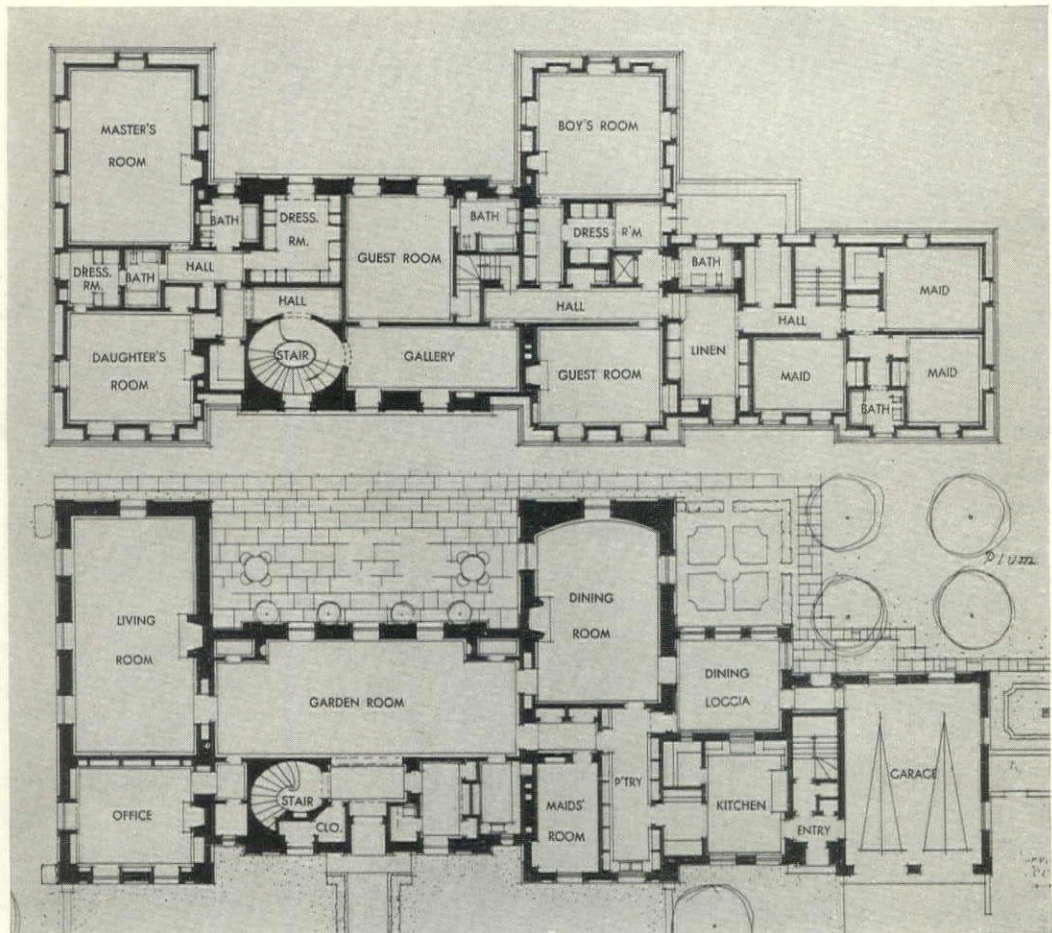 MASTER'S
ROOM
BOY'S ROOM
BATH
DRESS.
RM.
BATH
DRESS
R'M
GUEST ROOM
BATH
DRESS.
RM.
BATH
HALL
MAID
HALL
HALL
HALL
DAUGHTER'S
ROOM
STAIR
GALLERY
GUEST ROOM
LINEN
MAID
MAID
BATH
Plum
LIVING
ROOM
DINING
ROOM
GARDEN ROOM
DINING
LOGGIA
OFFICE
STAIR
CLO.
MAIDS'
ROOM
P'TRY
KITCHEN
ENTRY
GARAGE